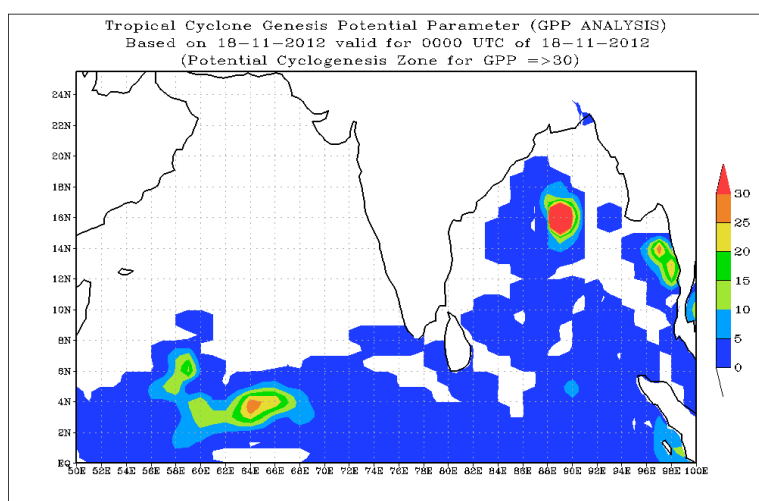 Tropical Cyclone Genesis Potential Parameter (GPP ANALYSIS)
Based on 18-11-2012 valid for 0000 UTC of 18-11-2012
(Potential Cyclogenesis Zone for GPP =>30)
24N
22N
20N
18N
16N
14N
12N
10N
8N
6N
4N
2N
EQ
50E 52E 54E 56E 58E 60E 62E 64E 66E 68E 70E 72E 74E 76E 78E 80E 82E 84E 86E 88E 90E 92E 94E 96E 98E 100E
30
25
20
15
10
5
0